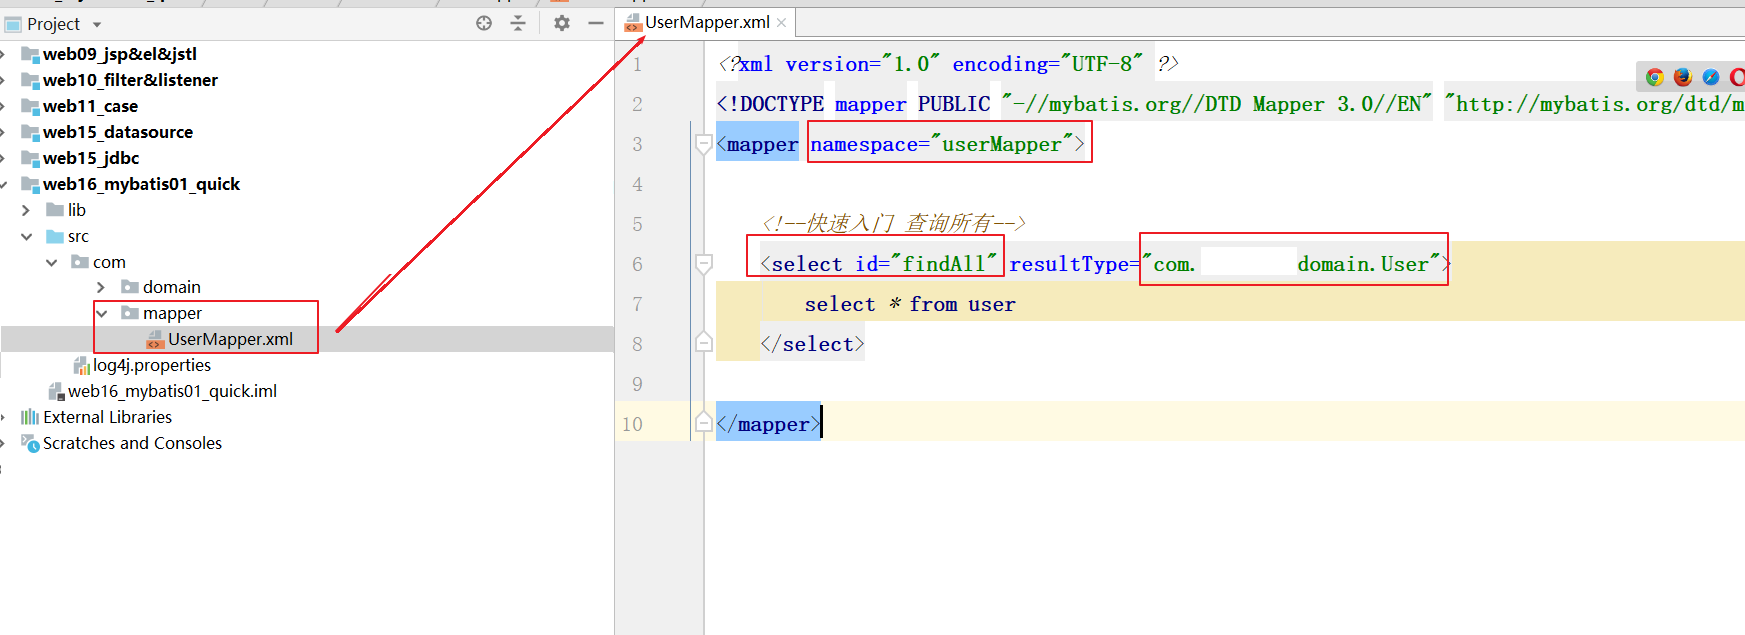 Project
UserMapper.xml
web09_jsp&el&jstl
web10_filter&listener
web11_case
web15_datasource
web15_jdbc
web16_mybatis01_quick
lib
src
com
domain
mapper
UserMapper.xml
log4j.properties
web16_mybatis01_quick.iml
External Libraries
Scratches and Consoles
1 <?xml version="1.0" encoding="UTF-8" ?>
2 <!DOCTYPE mapper PUBLIC "-//mybatis.org//DTD Mapper 3.0//EN" "http://mybatis.org/dtd/m
3 <mapper namespace="userMapper">
4
5 <!--快速入门 查询所有-->
6 <select id="findAll" resultType="com. domain.User">
7 select * from user
8 </select>
9
10 </mapper>